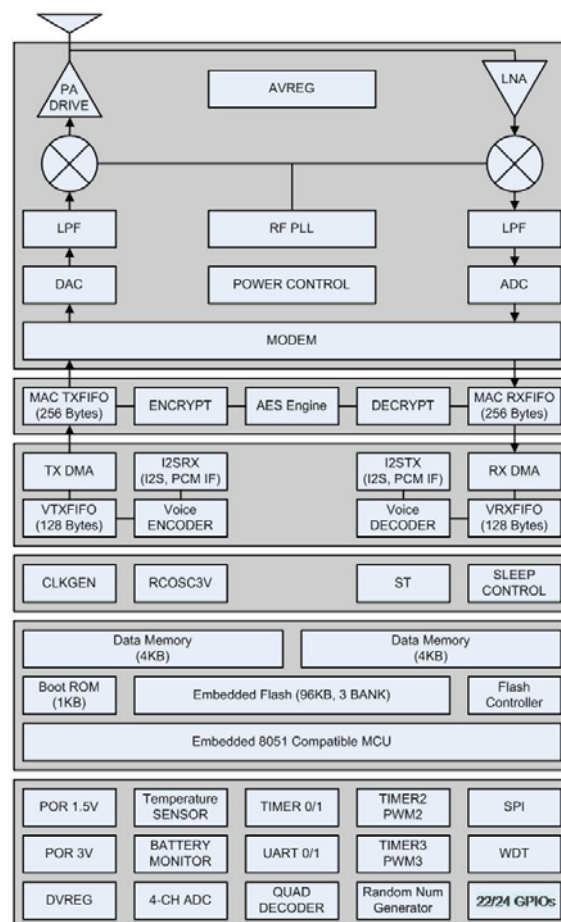 PA
DRIVE
AVREG
LNA
LPF
RF PLL
LPF
DAC
POWER CONTROL
ADC
MODEM
MAC TXFIFO
(256 Bytes)
ENCRYPT
AES Engine
DECRYPT
MAC RXFIFO
(256 Bytes)
TX DMA
I2SRX
(I2S, PCM IF)
I2STX
(I2S, PCM IF)
RX DMA
VTXFIFO
(128 Bytes)
Voice
ENCODER
Voice
DECODER
VRXFIFO
(128 Bytes)
CLKGEN
RCOSC3V
ST
SLEEP
CONTROL
Data Memory
(4KB)
Data Memory
(4KB)
Boot ROM
(1KB)
Embedded Flash (96KB, 3 BANK)
Flash
Controller
Embedded 8051 Compatible MCU
POR 1.5V
Temperature
SENSOR
TIMER 0/1
TIMER2
PWM2
SPI
POR 3V
BATTERY
MONITOR
UART 0/1
TIMER3
PWM3
WDT
DVREG
4-CH ADC
QUAD
DECODER
Random Num
Generator
22/24 GPIOs